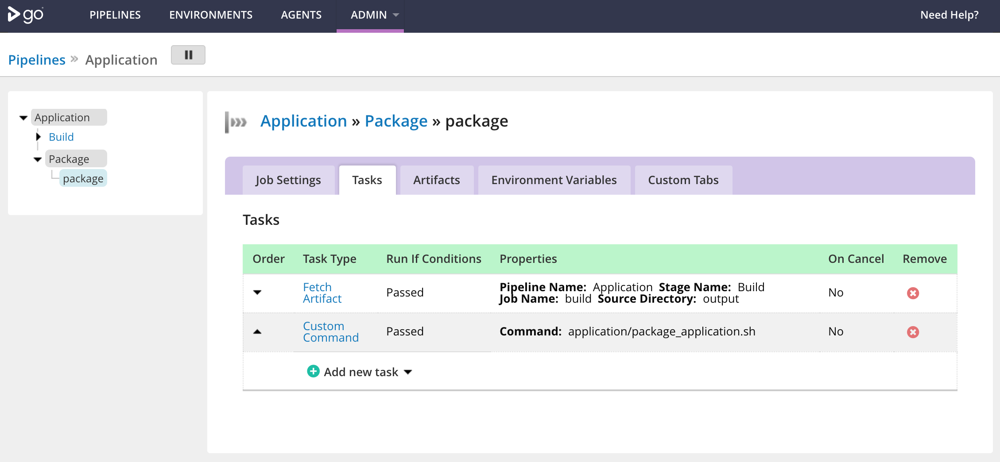 go PIPELINES ENVIRONMENTS AGENTS ADMIN Need Help?
Pipelines » Application
Application
Build
Package
package
Application » Package » package
Job Settings Tasks Artifacts Environment Variables Custom Tabs
Tasks
Order Task Type Run If Conditions Properties On Cancel Remove
Fetch Artifact Passed Pipeline Name: Application Stage Name: Build
Job Name: build Source Directory: output No
Custom Command Passed Command: application/package_application.sh No
Add new task